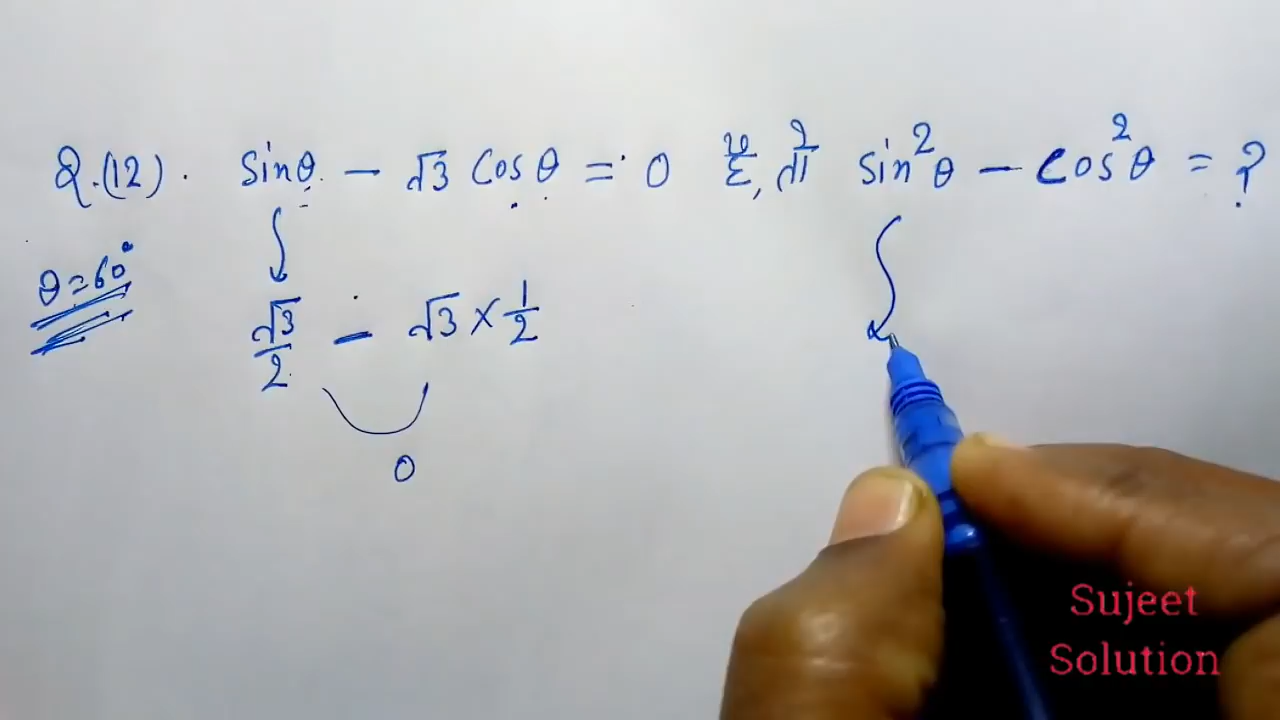 Q.(12). Sinθ - √3 Cosθ = 0 है, तो Sin²θ - Cos²θ = ?
θ = 60°
√3/2 - √3 × 1/2
0
Sujeet
Solution